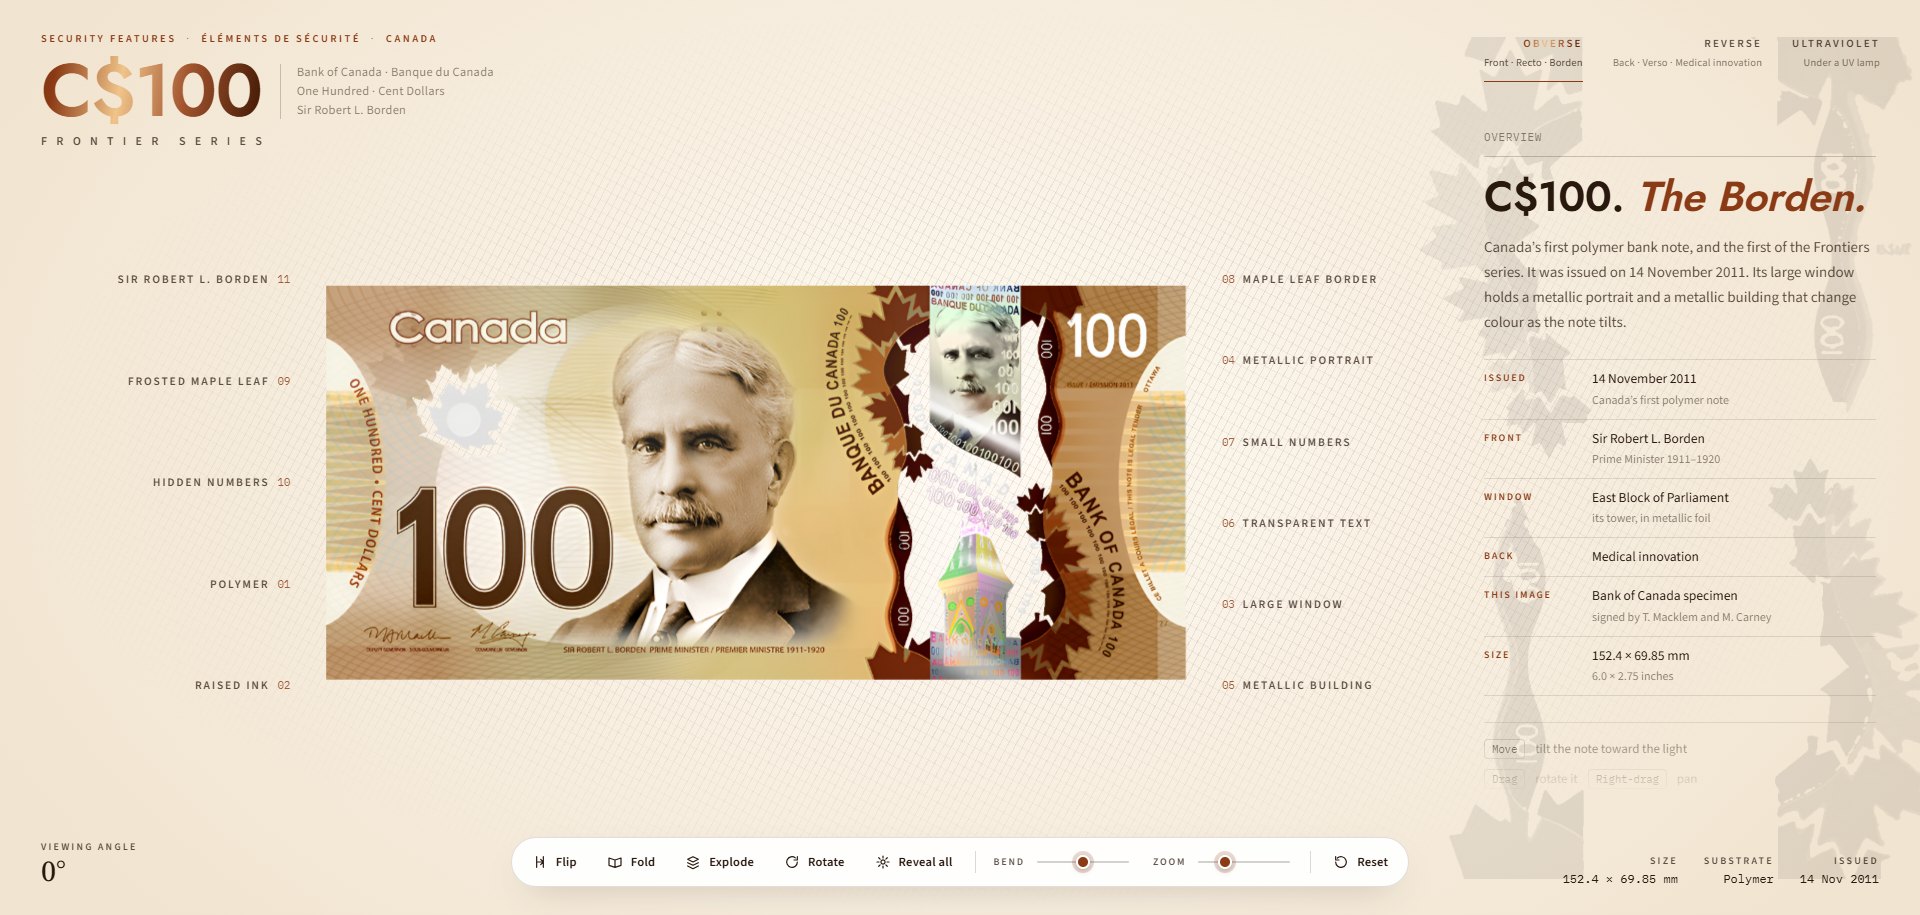 SECURITY FEATURES · ÉLÉMENTS DE SÉCURITÉ · CANADA
C$100
Bank of Canada · Banque du Canada
One Hundred · Cent Dollars
Sir Robert L. Borden
FRONTIER SERIES
OBVERSE
Front · Recto · Borden
REVERSE
Back · Verso · Medical innovation
ULTRAVIOLET
Under a UV lamp
SIR ROBERT L. BORDEN 11
FROSTED MAPLE LEAF 09
HIDDEN NUMBERS 10
POLYMER 01
RAISED INK 02
Canada
ONE HUNDRED • CENT DOLLARS
100
SIR ROBERT L. BORDEN PRIME MINISTER / PREMIER MINISTRE 1911-1920
BANQUE DU CANADA 100
BANQUE DU CANADA
100
100
100
100
100
BANK OF CANADA 100
OTTAWA
08 MAPLE LEAF BORDER
04 METALLIC PORTRAIT
07 SMALL NUMBERS
06 TRANSPARENT TEXT
03 LARGE WINDOW
05 METALLIC BUILDING
OVERVIEW
C$100. The Borden.
Canada's first polymer bank note, and the first of the Frontiers
series. It was issued on 14 November 2011. Its large window
holds a metallic portrait and a metallic building that change
colour as the note tilts.
ISSUED
14 November 2011
Canada's first polymer note
FRONT
Sir Robert L. Borden
Prime Minister 1911–1920
WINDOW
East Block of Parliament
its tower, in metallic foil
BACK
Medical innovation
THIS IMAGE
Bank of Canada specimen
signed by T. Macklem and M. Carney
SIZE
152.4 × 69.85 mm
6.0 × 2.75 inches
Move tilt the note toward the light
Drag rotate it Right-drag pan
VIEWING ANGLE
0°
Flip
Fold
Explode
Rotate
Reveal all
BEND
ZOOM
Reset
SIZE
152.4 × 69.85 mm
SUBSTRATE
Polymer
ISSUED
14 Nov 2011